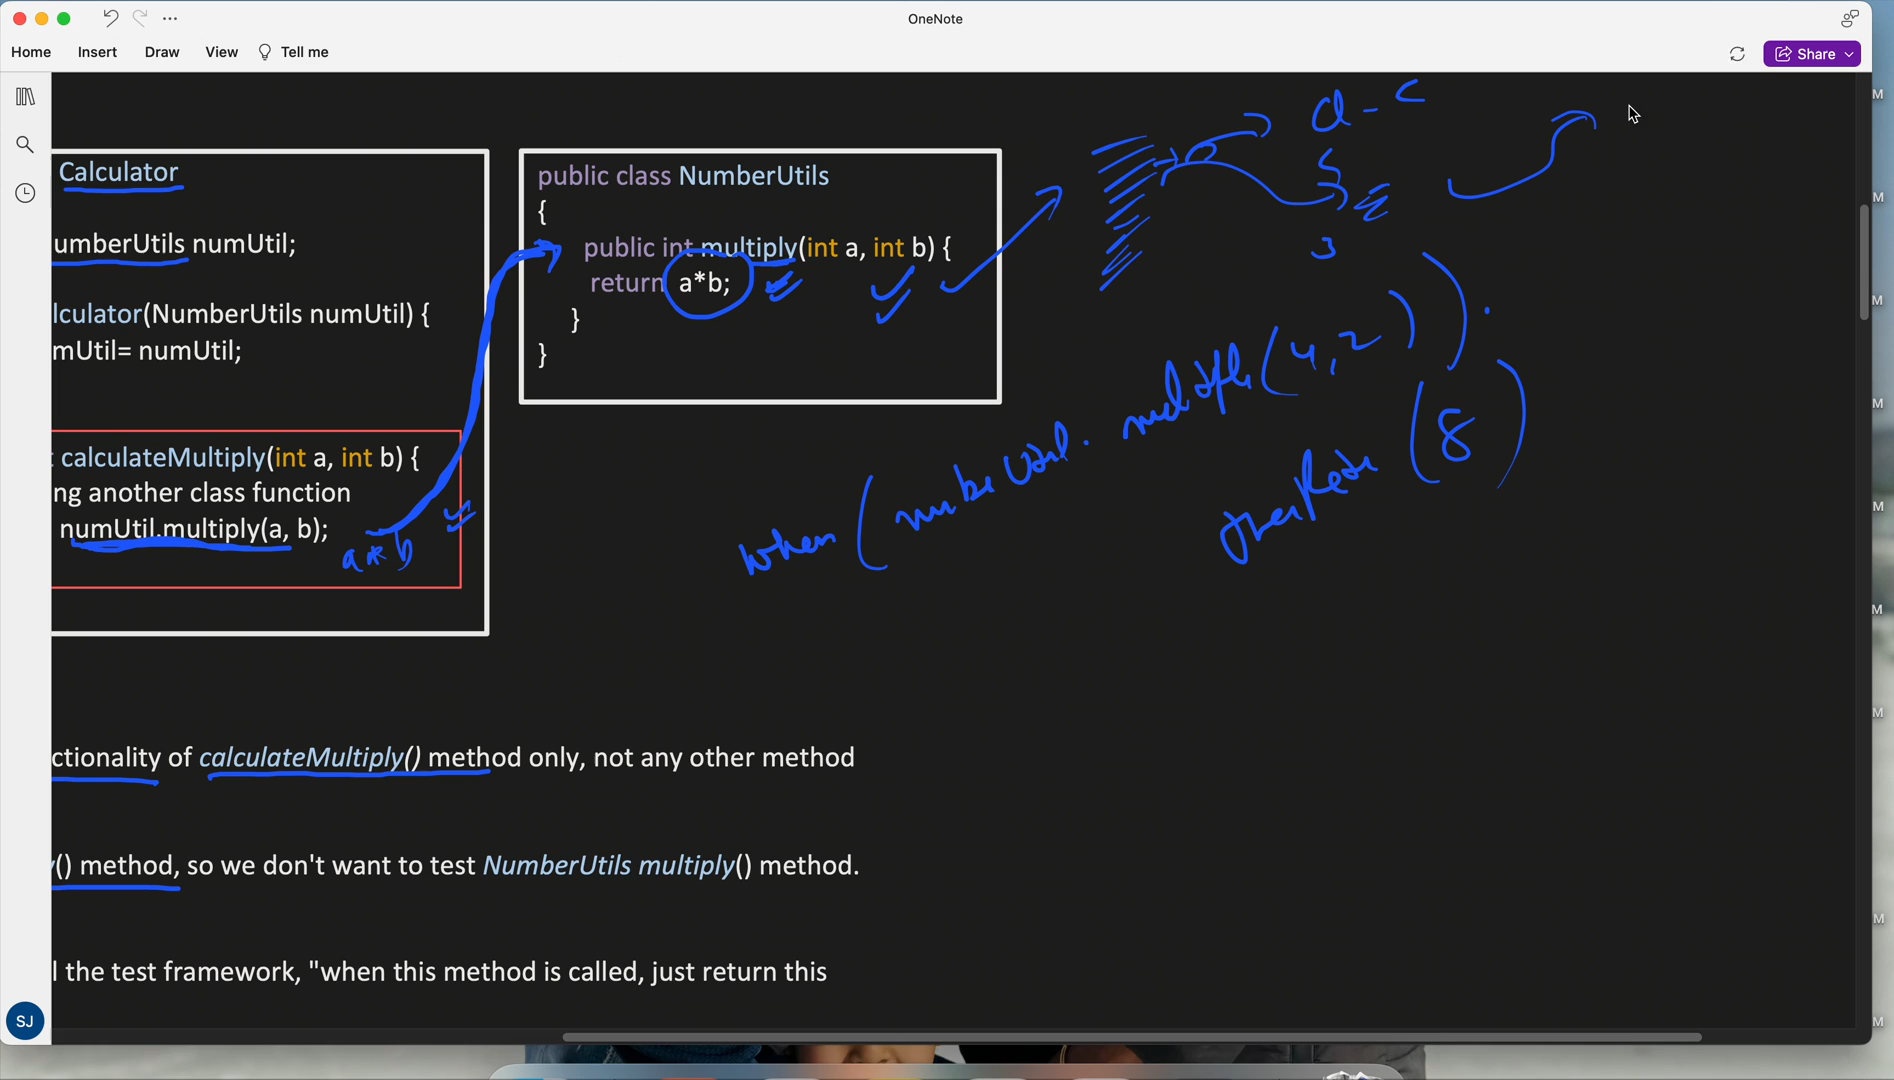 OneNote
Home Insert Draw View Tell me
Share
Calculator
umberUtils numUtil;
lculator(NumberUtils numUtil) {
mUtil= numUtil;
calculateMultiply(int a, int b) {
ng another class function
numUtil.multiply(a, b);
a * b
public class NumberUtils
{
public int multiply(int a, int b) {
return a*b;
}
}
when ( numbeUtil. multiply(4,2) ).
(8)
ctionality of calculateMultiply() method only, not any other method
() method, so we don't want to test NumberUtils multiply() method.
l the test framework, "when this method is called, just return this
SJ
M
M
M
M
M
M
M
M
M